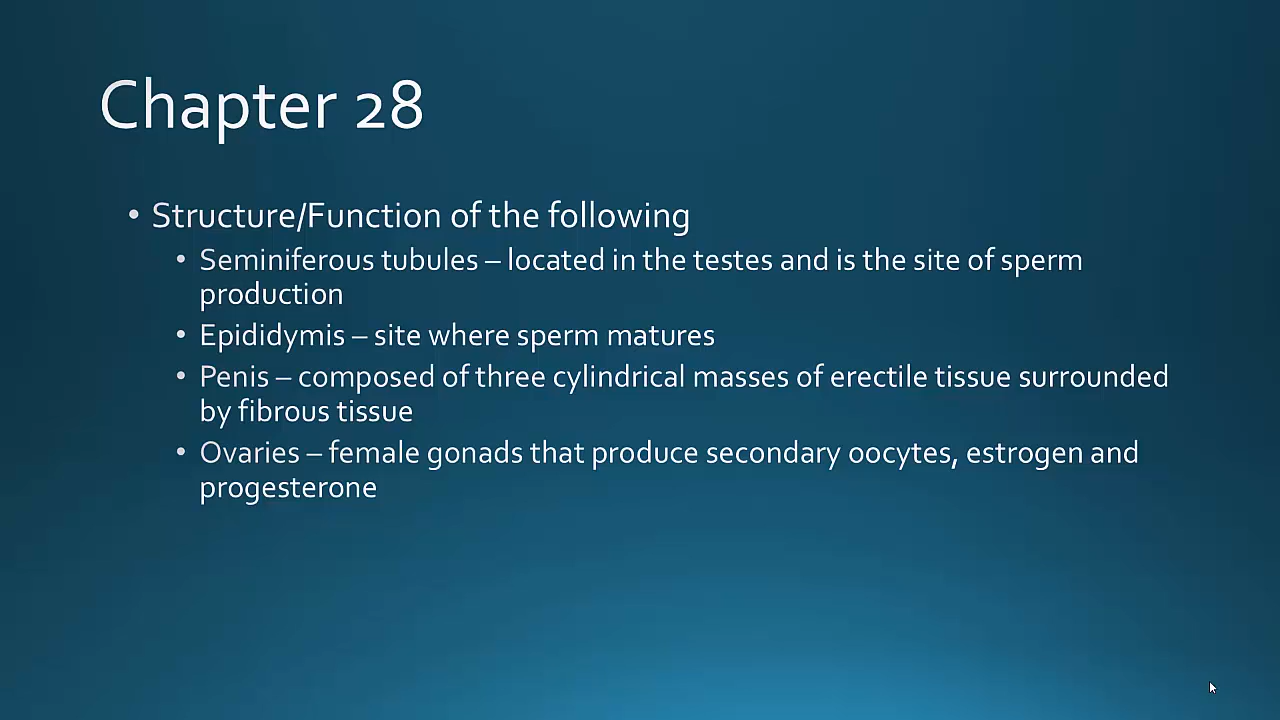 Chapter 28
• Structure/Function of the following
• Seminiferous tubules – located in the testes and is the site of sperm
production
• Epididymis – site where sperm matures
• Penis – composed of three cylindrical masses of erectile tissue surrounded
by fibrous tissue
• Ovaries – female gonads that produce secondary oocytes, estrogen and
progesterone